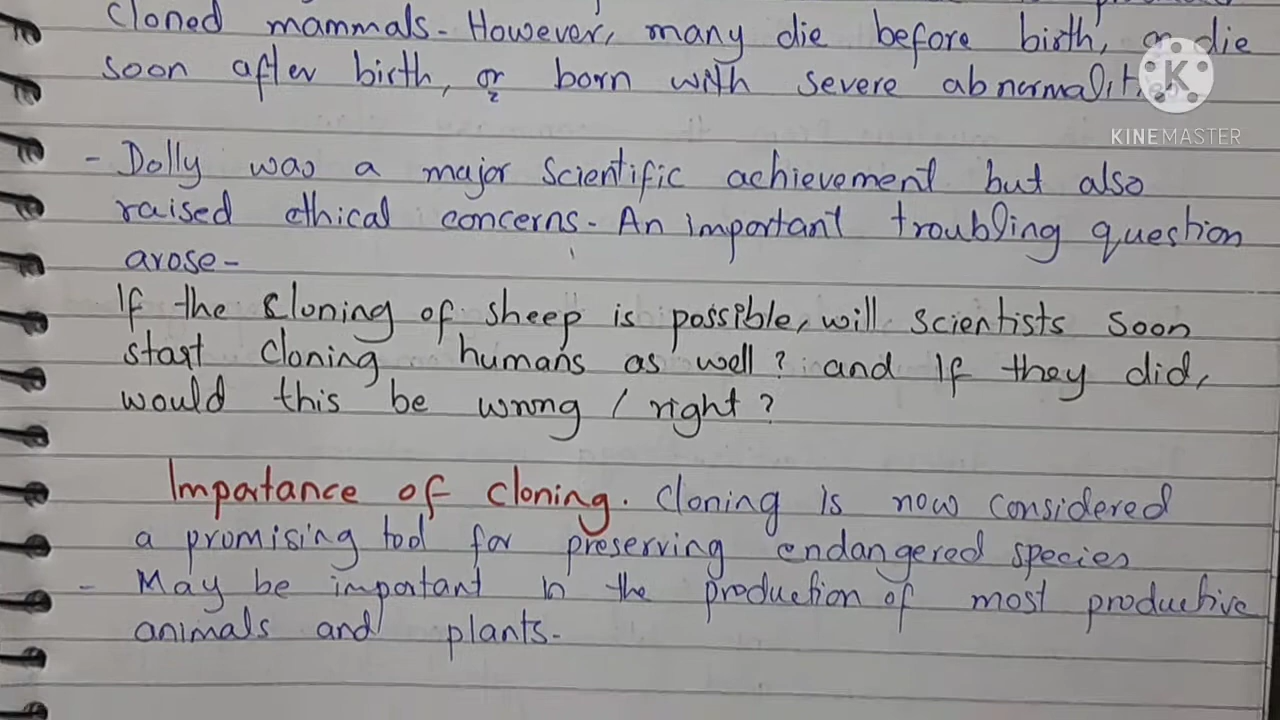 cloned mammals. However, many die before birth, or die
soon after birth, or born with severe abnormalities
KINEMASTER
- Dolly was a major scientific achievement but also
raised ethical concerns. An important troubling question
arose-
If the cloning of sheep is possible, will scientists soon
start cloning humans as well? and If they did,
would this be wrong / right?
Importance of cloning. Cloning is now considered
a promising tool for preserving endangered species
- May be important in the production of most productive
animals and plants-